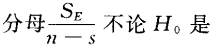 分母 $\frac{S_E}{n-s}$ 不论 $H_0$ 是